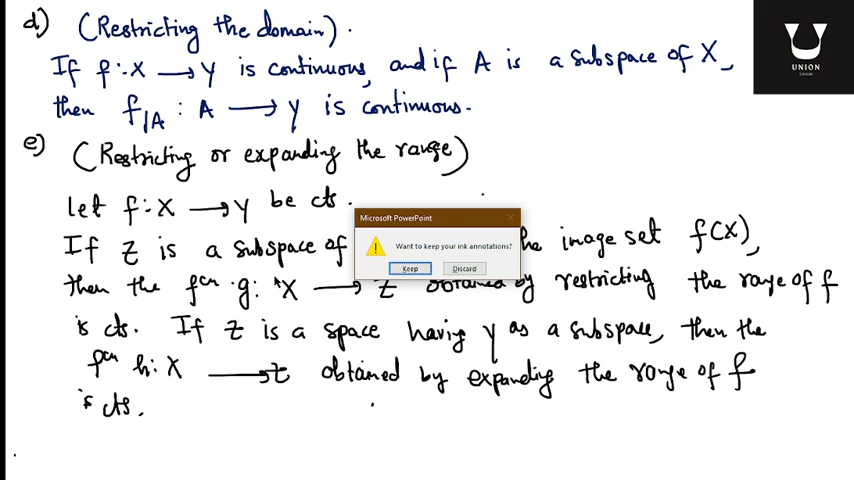 d) (Restricting the domain).
If f: X → Y is continuous, and if A is a subspace of X,
then f|A : A → Y is continuous.
e) (Restricting or expanding the range)
let f: X → Y be cts.
If Z is a subspace of he image set f(X),
then the fcn g: X → Z obtained by restricting the range of f
is cts. If Z is a space having Y as a subspace, then the
fcn h: X → Z obtained by expanding the range of f
is cts.
Microsoft PowerPoint
Want to keep your ink annotations?
Keep Discard
UNION